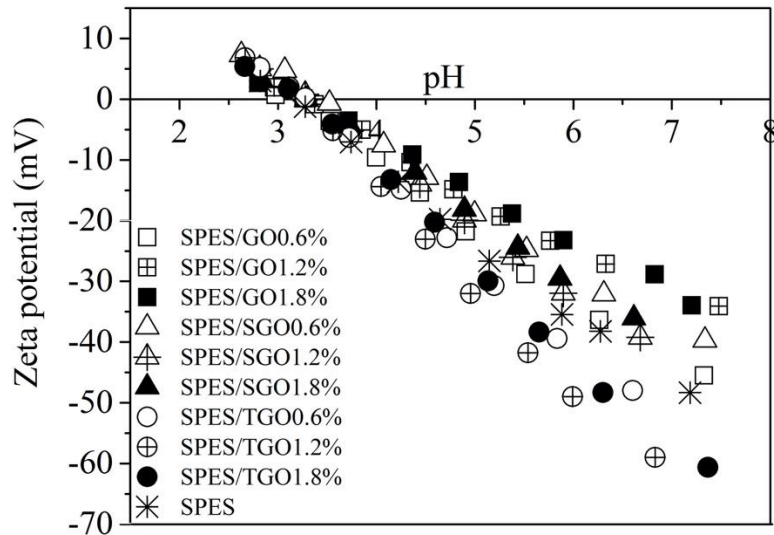 10
pH
0
2 3 4 5 6 7 8
-10
-20
-30
-40
-50
-60
-70
Zeta potential (mV)
SPES/GO0.6%
SPES/GO1.2%
SPES/GO1.8%
SPES/SGO0.6%
SPES/SGO1.2%
SPES/SGO1.8%
SPES/TGO0.6%
SPES/TGO1.2%
SPES/TGO1.8%
SPES